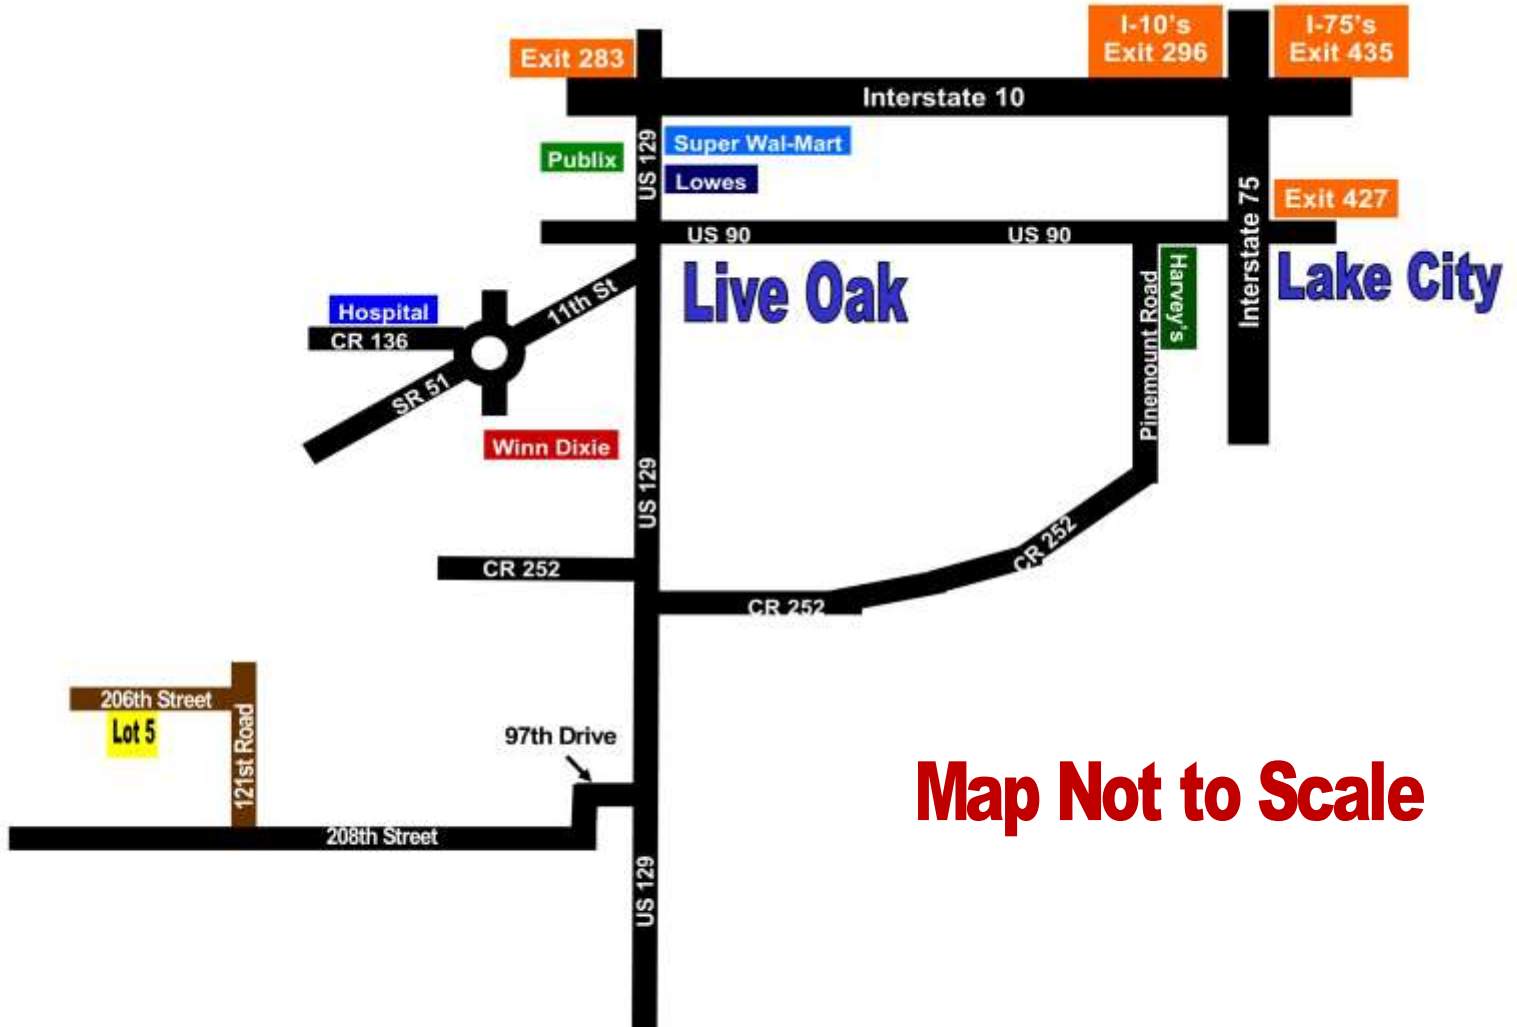 Exit 283
I-10's
Exit 296
I-75's
Exit 435
Interstate 10
US 129
Super Wal-Mart
Publix
Lowes
Interstate 75
Exit 427
US 90
US 90
Live Oak
Lake City
Harvey's
Pinemount Road
11th St
Hospital
CR 136
SR 51
Winn Dixie
US 129
CR 252
CR 252
CR 252
206th Street
Lot 5
121st Road
97th Drive
Map Not to Scale
208th Street
US 129